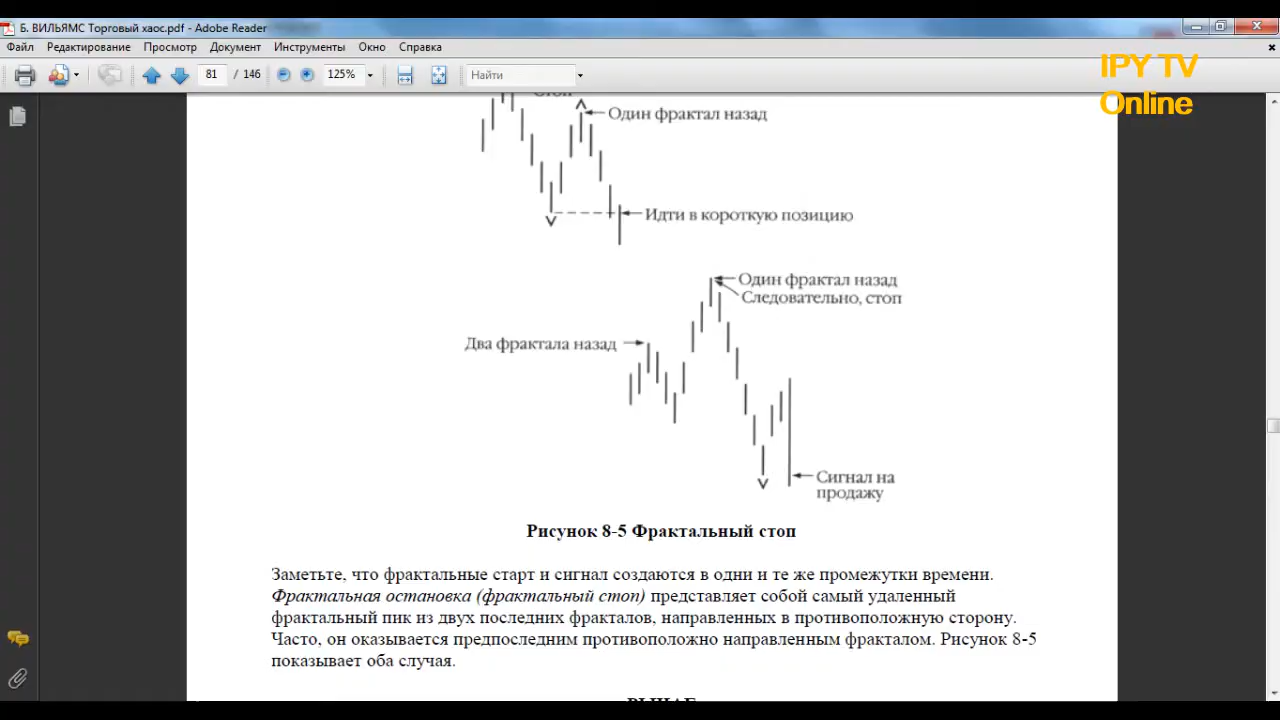 Б. ВИЛЬЯМС Торговый хаос.pdf - Adobe Reader
Файл Редактирование Просмотр Документ Инструменты Окно Справка
81 / 146 125% Найти
IPY TV
Online
Один фрактал назад
Идти в короткую позицию
Один фрактал назад
Следовательно, стоп
Два фрактала назад
Сигнал на
продажу
Рисунок 8-5 Фрактальный стоп
Заметьте, что фрактальные старт и сигнал создаются в одни и те же промежутки времени.
Фрактальная остановка (фрактальный стоп) представляет собой самый удаленный
фрактальный пик из двух последних фракталов, направленных в противоположную сторону.
Часто, он оказывается предпоследним противоположно направленным фракталом. Рисунок 8-5
показывает оба случая.